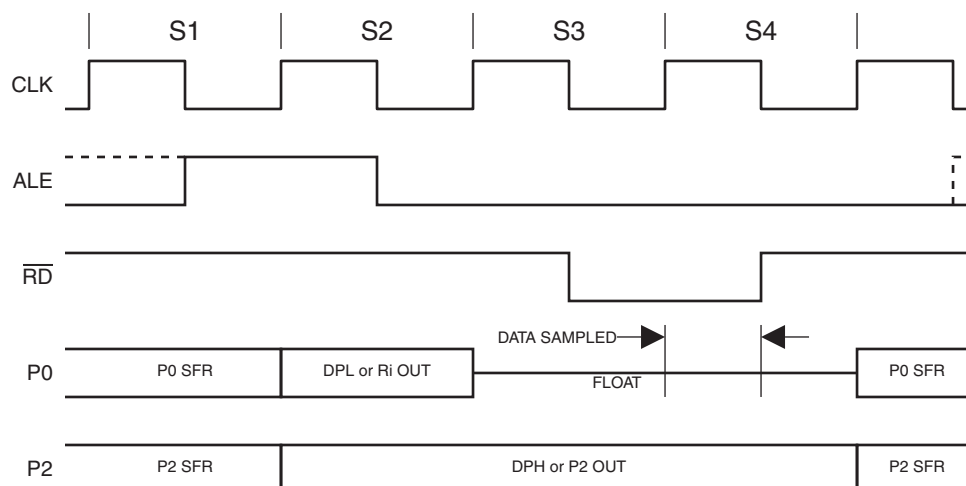 S1 S2 S3 S4
CLK
ALE
RD
DATA SAMPLED
P0 P0 SFR DPL or Ri OUT FLOAT P0 SFR
P2 P2 SFR DPH or P2 OUT P2 SFR